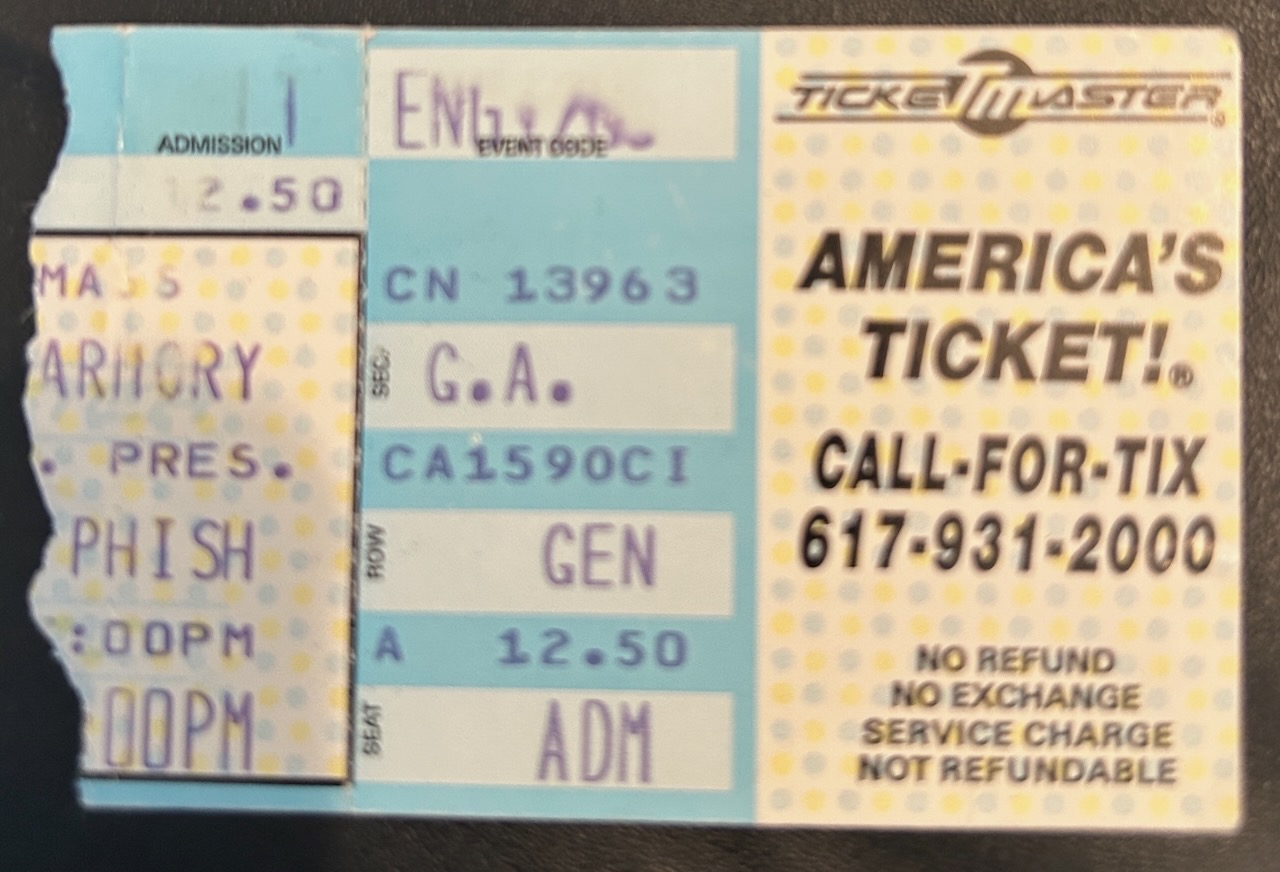 ADMISSION
12.50
MASS
ARMORY
. PRES.
PHISH
:00PM
:00PM
EVENT CODE
CN 13963
SEC.
G.A.
CA1590CI
ROW
GEN
A 12.50
SEAT
ADM
TICKETMASTER®
AMERICA'S
TICKET!®
CALL-FOR-TIX
617-931-2000
NO REFUND
NO EXCHANGE
SERVICE CHARGE
NOT REFUNDABLE